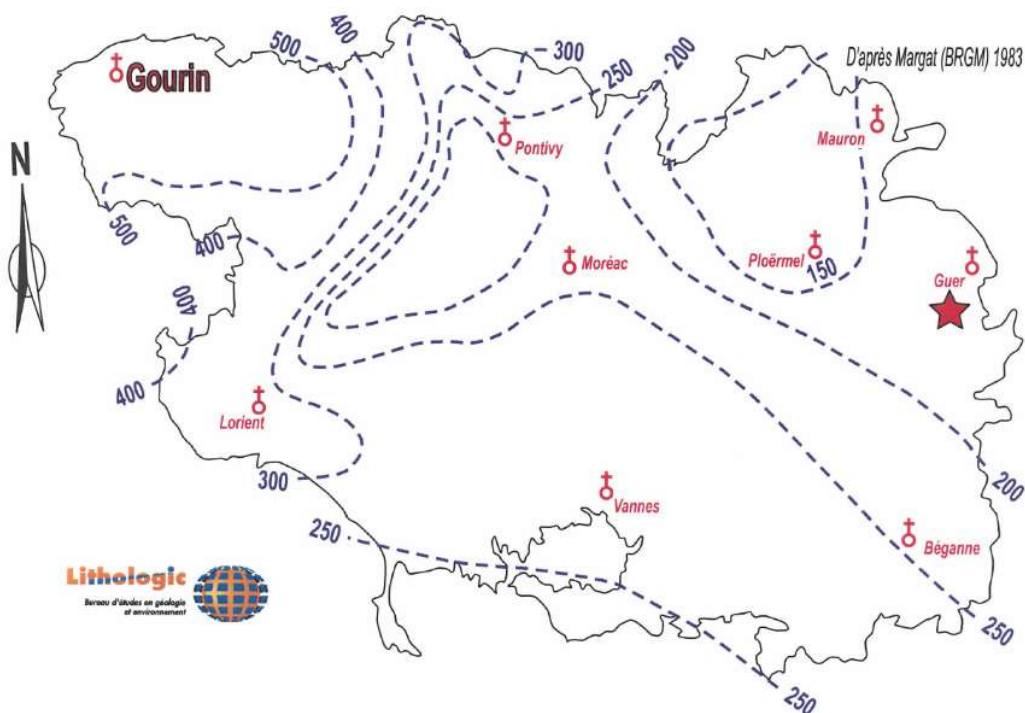 500
400
300
250
200
D'après Margat (BRGM) 1983
Gourin
Mauron
N
Pontivy
500
400
Moréac
Ploërmel
150
Guer
400
400
Lorient
300
Vannes
200
250
Béganne
Lithologic
Bureau d'études en géologie
et environnement
250
250